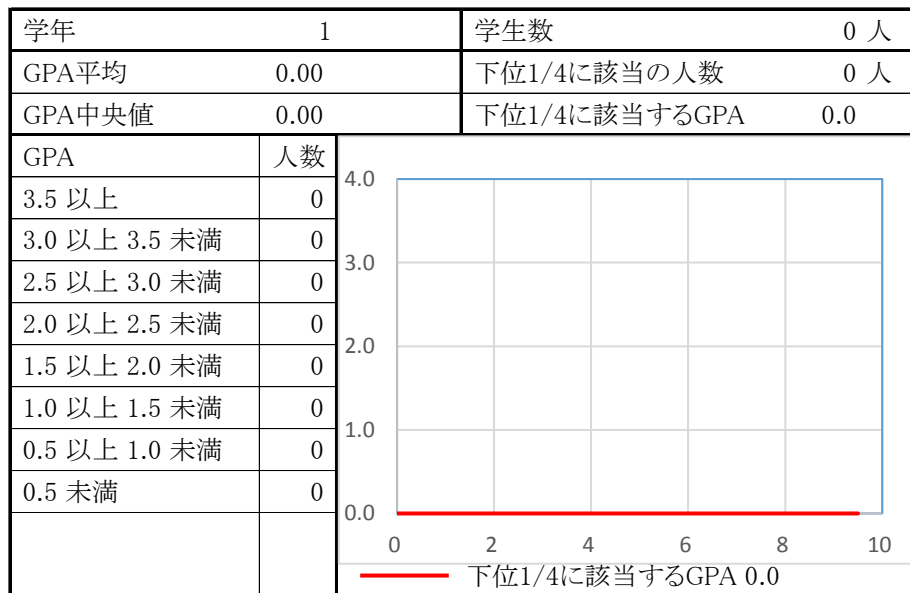 学年 1 学生数 0 人
GPA平均 0.00 下位1/4に該当の人数 0 人
GPA中央値 0.00 下位1/4に該当するGPA 0.0
GPA 人数
3.5 以上 0
3.0 以上 3.5 未満 0
2.5 以上 3.0 未満 0
2.0 以上 2.5 未満 0
1.5 以上 2.0 未満 0
1.0 以上 1.5 未満 0
0.5 以上 1.0 未満 0
0.5 未満 0
4.0
3.0
2.0
1.0
0.0
0 2 4 6 8 10
下位1/4に該当するGPA 0.0